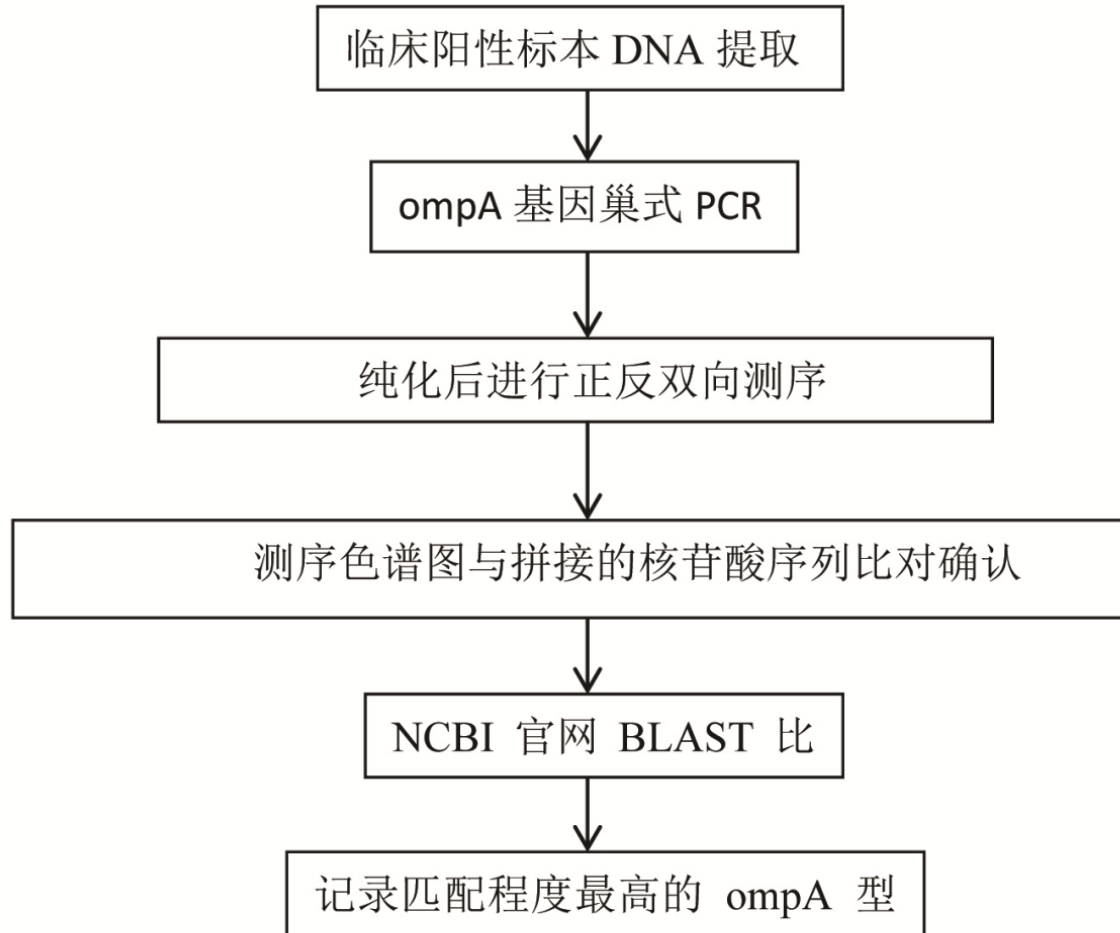 临床阳性标本 DNA 提取
ompA 基因巢式 PCR
纯化后进行正反双向测序
测序色谱图与拼接的核苷酸序列比对确认
NCBI 官网 BLAST 比
记录匹配程度最高的 ompA 型